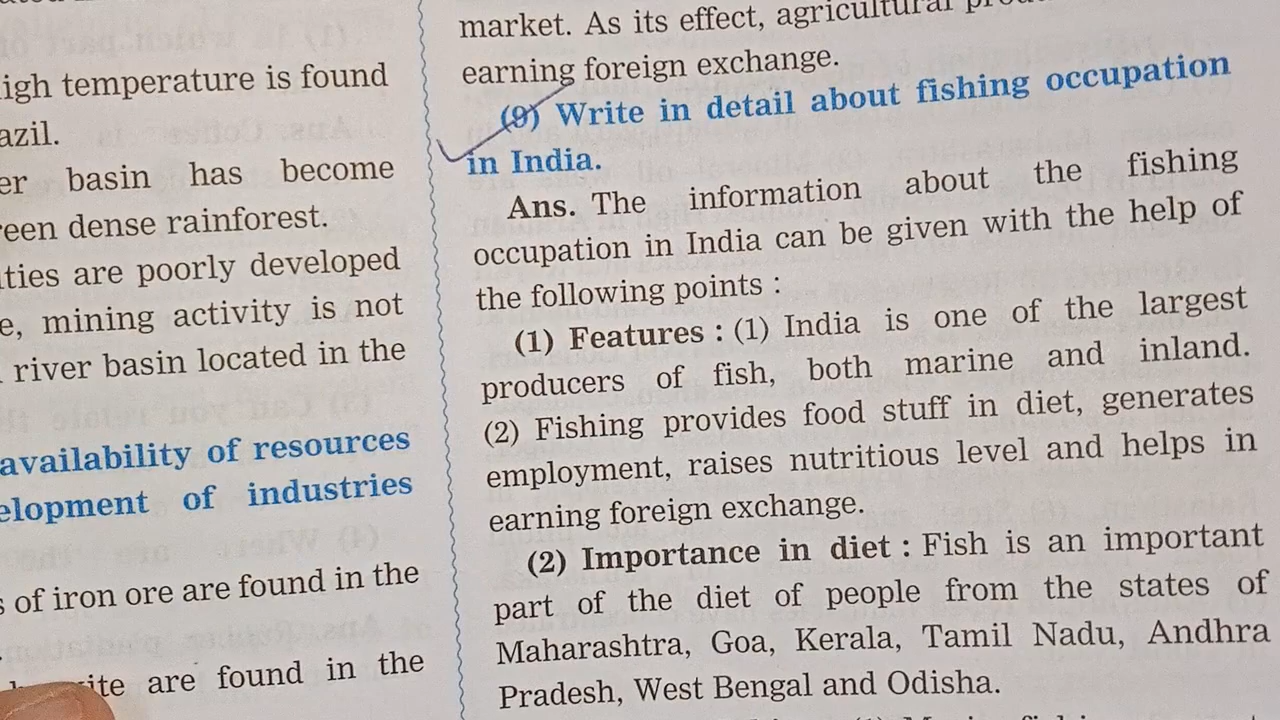 igh temperature is found
azil.
er basin has become
reen dense rainforest.
ties are poorly developed
e, mining activity is not
river basin located in the
availability of resources
elopment of industries
of iron ore are found in the
ite are found in the
market. As its effect, agricultural
earning foreign exchange.
(9) Write in detail about fishing occupation
in India.
Ans. The information about the fishing
occupation in India can be given with the help of
the following points :
(1) Features : (1) India is one of the largest
producers of fish, both marine and inland.
(2) Fishing provides food stuff in diet, generates
employment, raises nutritious level and helps in
earning foreign exchange.
(2) Importance in diet : Fish is an important
part of the diet of people from the states of
Maharashtra, Goa, Kerala, Tamil Nadu, Andhra
Pradesh, West Bengal and Odisha.